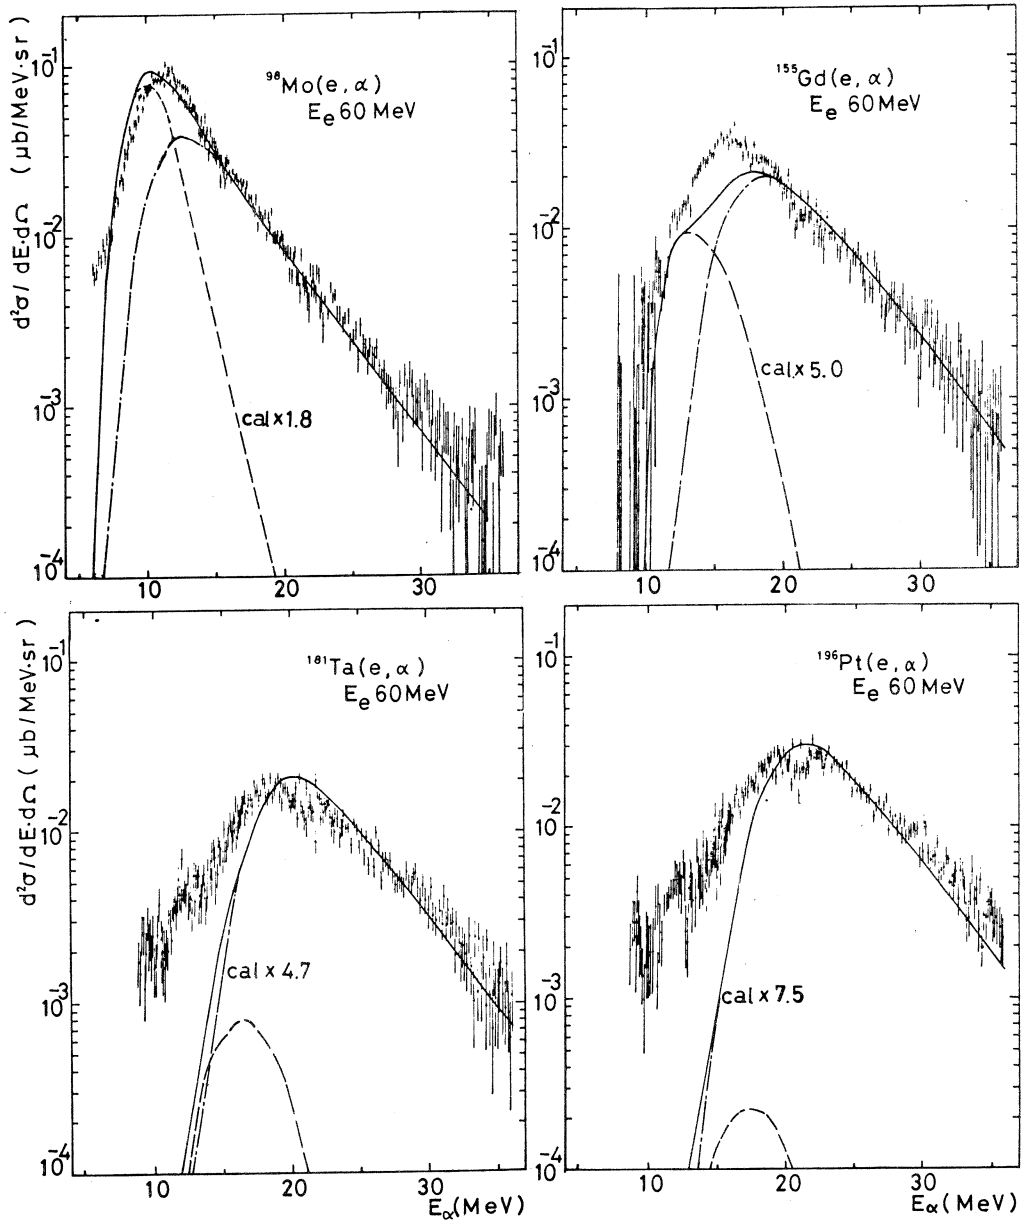 d²σ/dE·dΩ (μb/MeV·sr)
10⁻¹
10⁻²
10⁻³
10⁻⁴
⁹⁸Mo(e,α)
Eₑ 60 MeV
cal×1.8
10 20 30
10⁻¹
10⁻²
10⁻³
10⁻⁴
¹⁵⁵Gd(e,α)
Eₑ 60 MeV
cal×5.0
10 20 30
d²σ/dE·dΩ (μb/MeV·sr)
10⁻¹
10⁻²
10⁻³
10⁻⁴
¹⁸¹Ta(e,α)
Eₑ 60 MeV
cal×4.7
10 20 30
Eα(MeV)
10⁻¹
10⁻²
10⁻³
10⁻⁴
¹⁹⁶Pt(e,α)
Eₑ 60 MeV
cal×7.5
10 20 30
Eα(MeV)